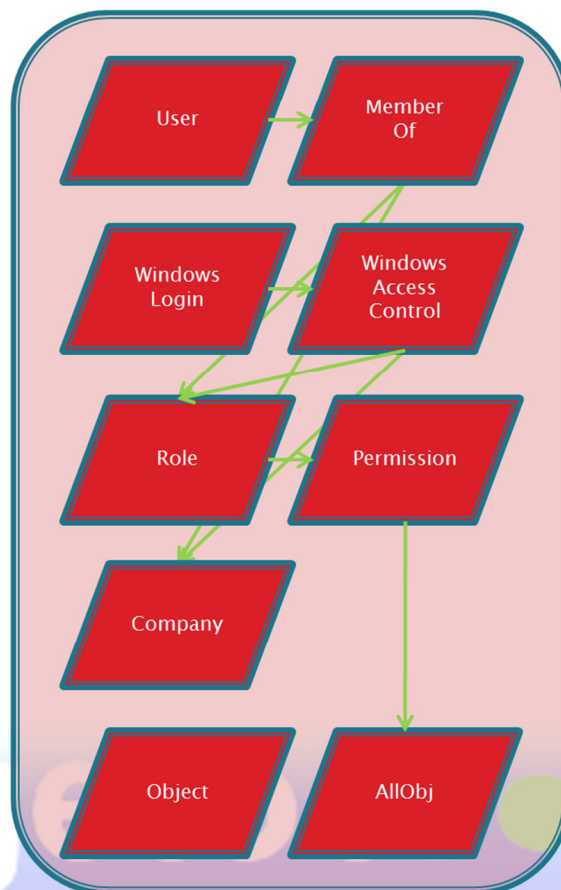 User
Member
Of
Windows
Login
Windows
Access
Control
Role
Permission
Company
Object
AllObj